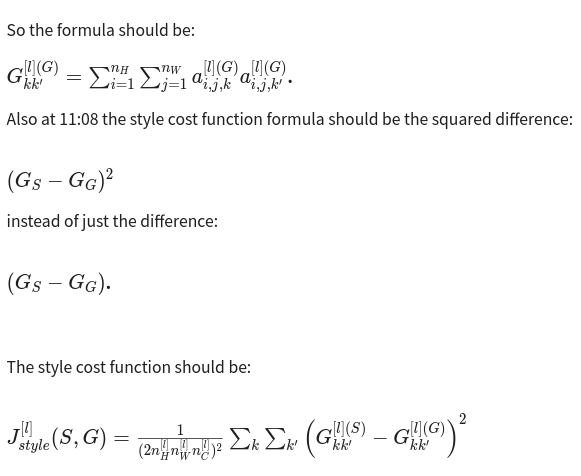 So the formula should be:
$G_{kk'}^{[l](G)} = \sum_{i=1}^{n_H} \sum_{j=1}^{n_W} a_{i,j,k}^{[l](G)} a_{i,j,k'}^{[l](G)}.$
Also at 11:08 the style cost function formula should be the squared difference:
$(G_S - G_G)^2$
instead of just the difference:
$(G_S - G_G).$
The style cost function should be:
$J_{style}^{[l]}(S, G) = \frac{1}{(2n_H^{[l]} n_W^{[l]} n_C^{[l]})^2} \sum_k \sum_{k'} \left( G_{kk'}^{[l](S)} - G_{kk'}^{[l](G)} \right)^2$